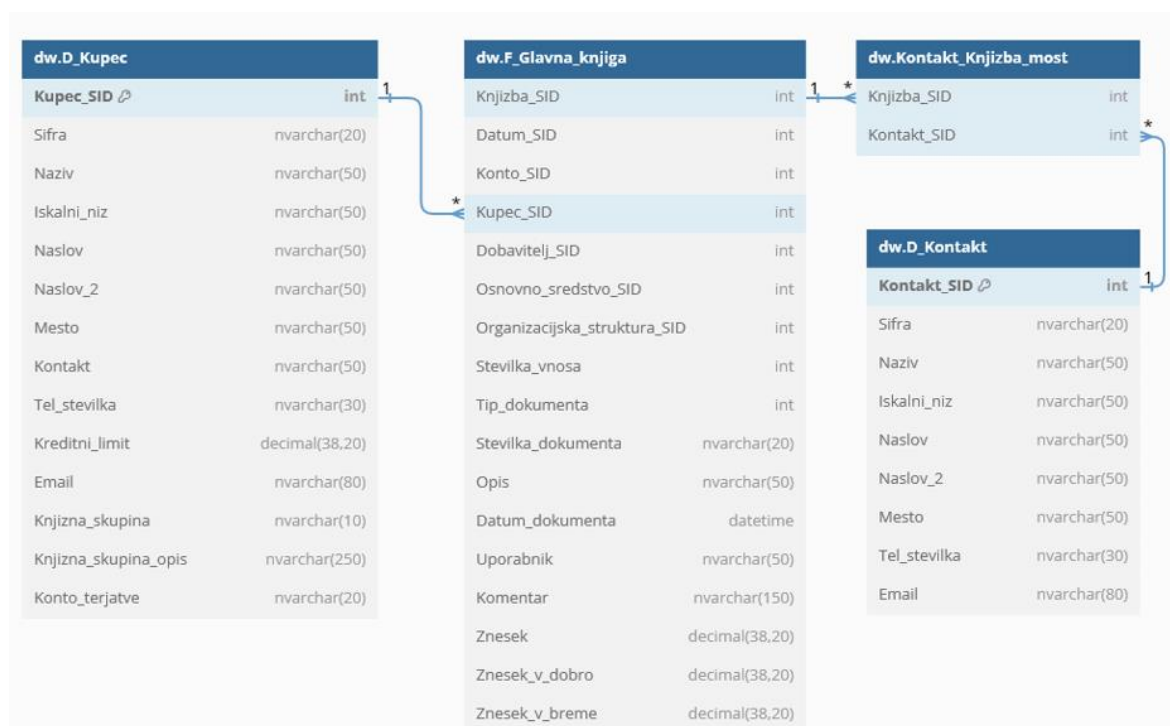 dw.D_Kupec
Kupec_SID int
Sifra nvarchar(20)
Naziv nvarchar(50)
Iskalni_niz nvarchar(50)
Naslov nvarchar(50)
Naslov_2 nvarchar(50)
Mesto nvarchar(50)
Kontakt nvarchar(50)
Tel_stevilka nvarchar(30)
Kreditni_limit decimal(38,20)
Email nvarchar(80)
Knjizna_skupina nvarchar(10)
Knjizna_skupina_opis nvarchar(250)
Konto_terjatve nvarchar(20)
1
*
dw.F_Glavna_knjiga
Knjizba_SID int
Datum_SID int
Konto_SID int
Kupec_SID int
Dobavitelj_SID int
Osnovno_sredstvo_SID int
Organizacijska_struktura_SID int
Stevilka_vnosa int
Tip_dokumenta int
Stevilka_dokumenta nvarchar(20)
Opis nvarchar(50)
Datum_dokumenta datetime
Uporabnik nvarchar(50)
Komentar nvarchar(150)
Znesek decimal(38,20)
Znesek_v_dobro decimal(38,20)
Znesek_v_breme decimal(38,20)
1 *
dw.Kontakt_Knjizba_most
Knjizba_SID int
Kontakt_SID int
*
1
dw.D_Kontakt
Kontakt_SID int
Sifra nvarchar(20)
Naziv nvarchar(50)
Iskalni_niz nvarchar(50)
Naslov nvarchar(50)
Naslov_2 nvarchar(50)
Mesto nvarchar(50)
Tel_stevilka nvarchar(30)
Email nvarchar(80)